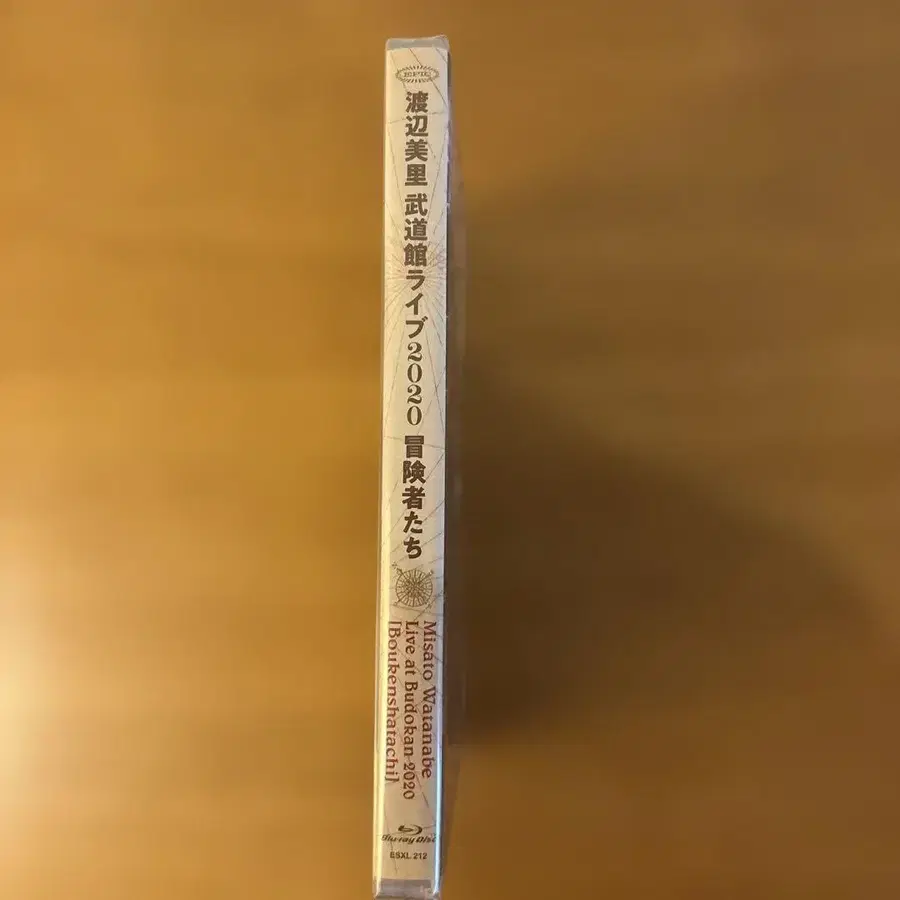 EPIC
渡辺美里 武道館ライブ2020 冒険者たち
Misato Watanabe
Live at Budokan 2020
[Boukenshatachi]
Blu-ray Disc
ESXL 212